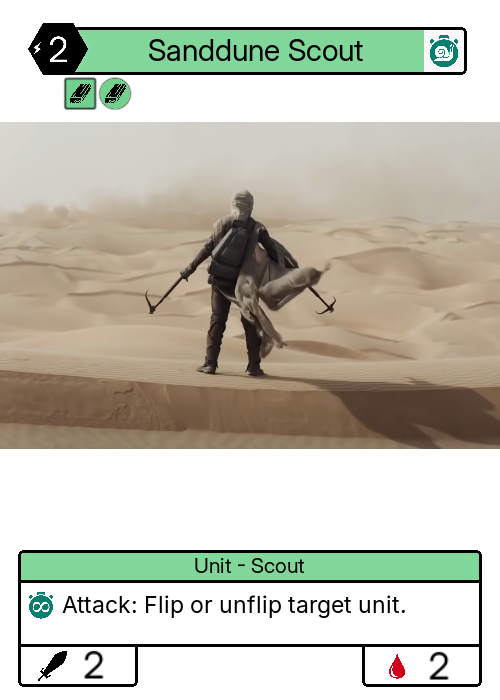 2
Sanddune Scout
Unit - Scout
Attack: Flip or unflip target unit.
2
2